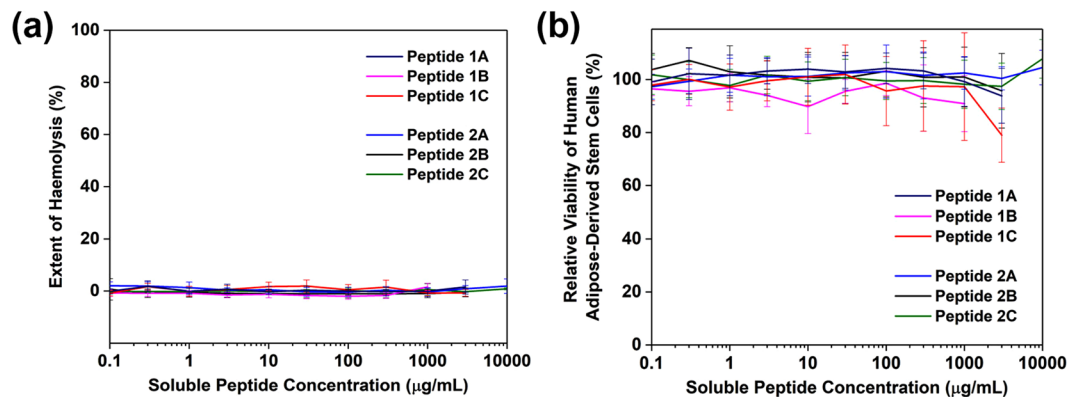 (a)
100
80
60
40
20
0
Extent of Haemolysis (%)
Peptide 1A
Peptide 1B
Peptide 1C
Peptide 2A
Peptide 2B
Peptide 2C
0.1
1
10
100
1000
10000
Soluble Peptide Concentration (μg/mL)
(b)
100
80
60
40
20
0
Relative Viability of Human
Adipose-Derived Stem Cells (%)
Peptide 1A
Peptide 1B
Peptide 1C
Peptide 2A
Peptide 2B
Peptide 2C
0.1
1
10
100
1000
10000
Soluble Peptide Concentration (μg/mL)